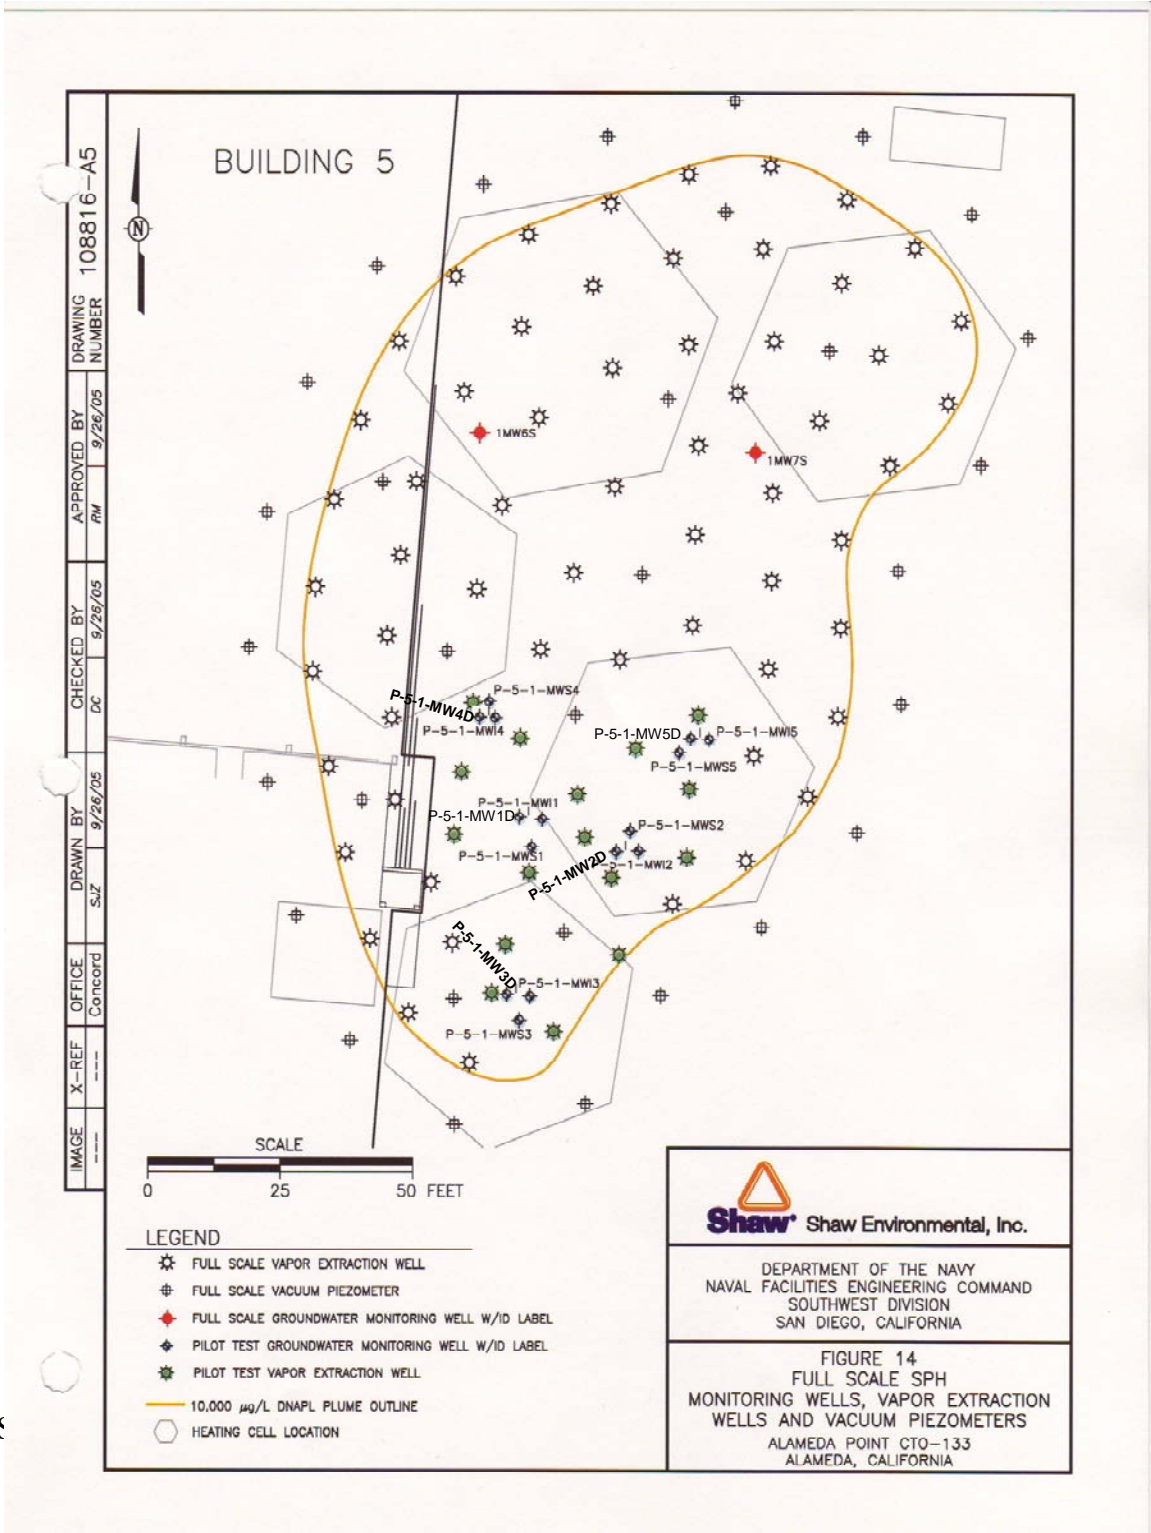 BUILDING 5
N
DRAWING NUMBER 108816-A5
APPROVED BY
RM 9/26/05
CHECKED BY
DC 9/26/05
DRAWN BY
SJZ 9/26/05
OFFICE
Concord
X-REF
---
IMAGE
---
1MW6S
1MW7S
P-5-1-MWS4
P-5-1-MW4D
P-5-1-MWI4
P-5-1-MW5D
P-5-1-MWI5
P-5-1-MWS5
P-5-1-MWI1
P-5-1-MW1D
P-5-1-MWS1
P-5-1-MWS2
P-5-1-MW2D
P-5-1-MWI2
P-5-1-MW3D
P-5-1-MWI3
P-5-1-MWS3
SCALE
0 25 50 FEET
LEGEND
FULL SCALE VAPOR EXTRACTION WELL
FULL SCALE VACUUM PIEZOMETER
FULL SCALE GROUNDWATER MONITORING WELL W/ID LABEL
PILOT TEST GROUNDWATER MONITORING WELL W/ID LABEL
PILOT TEST VAPOR EXTRACTION WELL
10,000 µg/L DNAPL PLUME OUTLINE
HEATING CELL LOCATION
Shaw® Shaw Environmental, Inc.
DEPARTMENT OF THE NAVY
NAVAL FACILITIES ENGINEERING COMMAND
SOUTHWEST DIVISION
SAN DIEGO, CALIFORNIA
FIGURE 14
FULL SCALE SPH
MONITORING WELLS, VAPOR EXTRACTION
WELLS AND VACUUM PIEZOMETERS
ALAMEDA POINT CTO-133
ALAMEDA, CALIFORNIA